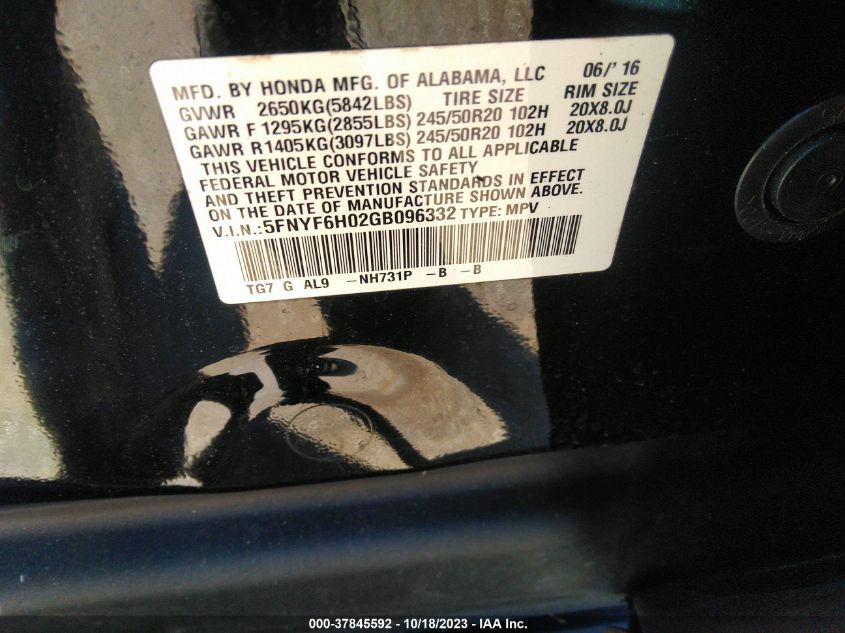 MFD. BY HONDA MFG. OF ALABAMA, LLC 06/' 16
GVWR 2650KG(5842LBS) TIRE SIZE RIM SIZE
GAWR F 1295KG(2855LBS) 245/50R20 102H 20X8.0J
GAWR R1405KG(3097LBS) 245/50R20 102H 20X8.0J
THIS VEHICLE CONFORMS TO ALL APPLICABLE
FEDERAL MOTOR VEHICLE SAFETY
AND THEFT PREVENTION STANDARDS IN EFFECT
ON THE DATE OF MANUFACTURE SHOWN ABOVE.
V.I.N.:5FNYF6H02GB096332 TYPE: MPV
TG7 G AL9 -NH731P -B -B
000-37845592 - 10/18/2023 - IAA Inc.